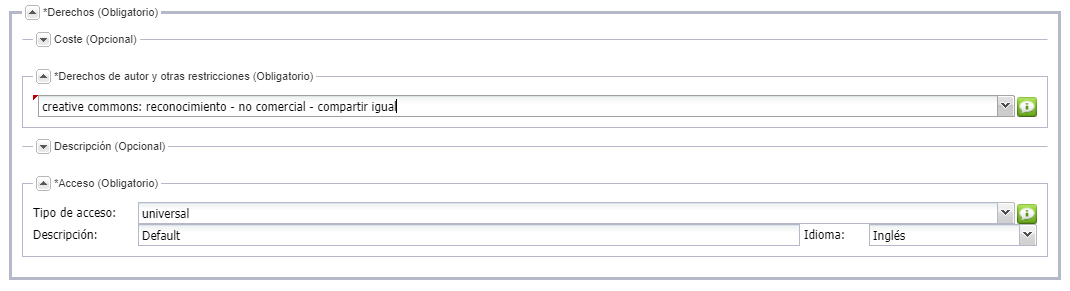 *Derechos (Obligatorio)
Coste (Opcional)
*Derechos de autor y otras restricciones (Obligatorio)
creative commons: reconocimiento - no comercial - compartir igual
Descripción (Opcional)
*Acceso (Obligatorio)
Tipo de acceso: universal
Descripción: Default Idioma: Inglés